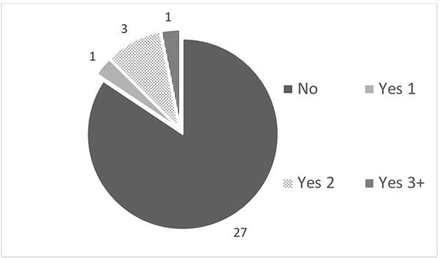 3
1
1
No
Yes 1
Yes 2
Yes 3+
27